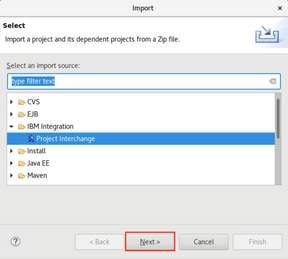 Import
Select
Import a project and its dependent projects from a Zip file.
Select an import source:
type filter text
CVS
EJB
IBM Integration
Project Interchange
Install
Java EE
Maven
? < Back Next > Cancel Finish